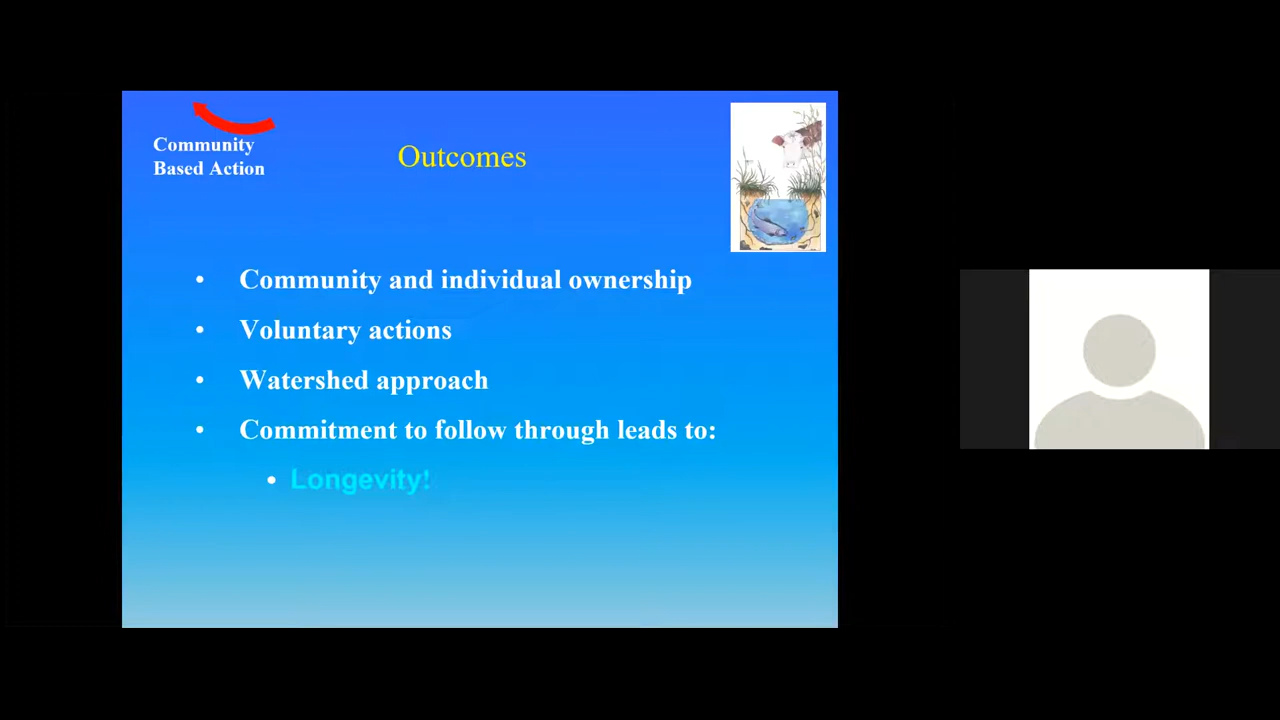 Community
Based Action
Outcomes
• Community and individual ownership
• Voluntary actions
• Watershed approach
• Commitment to follow through leads to:
• Longevity!